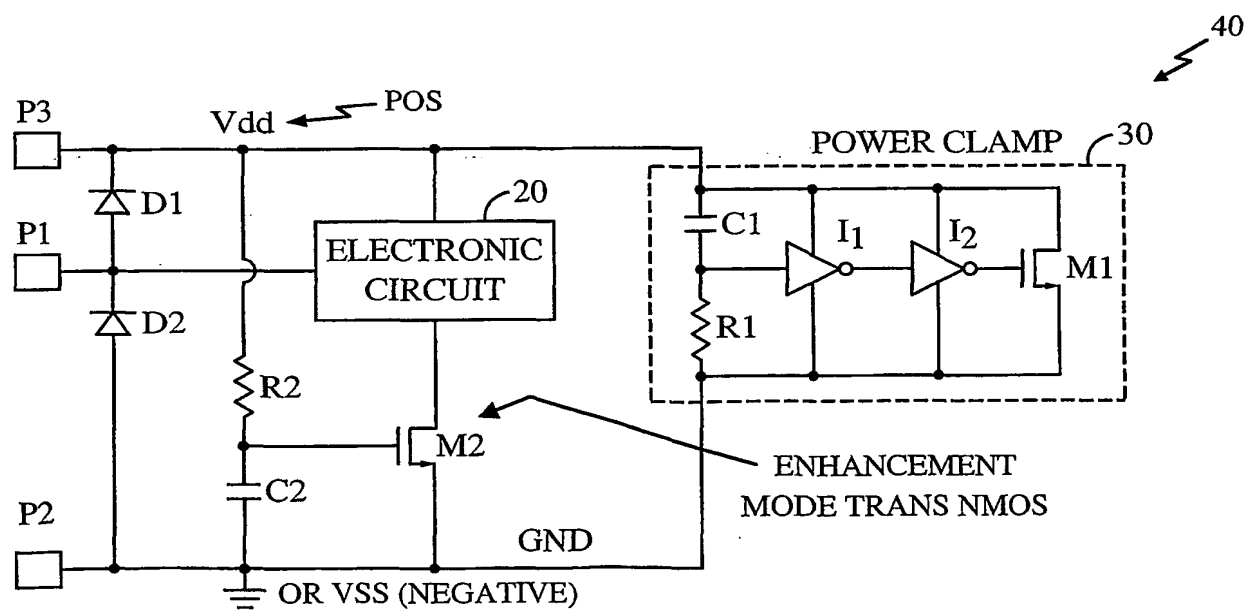 40
P3
Vdd
POS
POWER CLAMP
30
D1
20
C1
I1
I2
P1
ELECTRONIC
CIRCUIT
M1
D2
R1
R2
M2
C2
ENHANCEMENT
MODE TRANS NMOS
P2
GND
OR VSS (NEGATIVE)